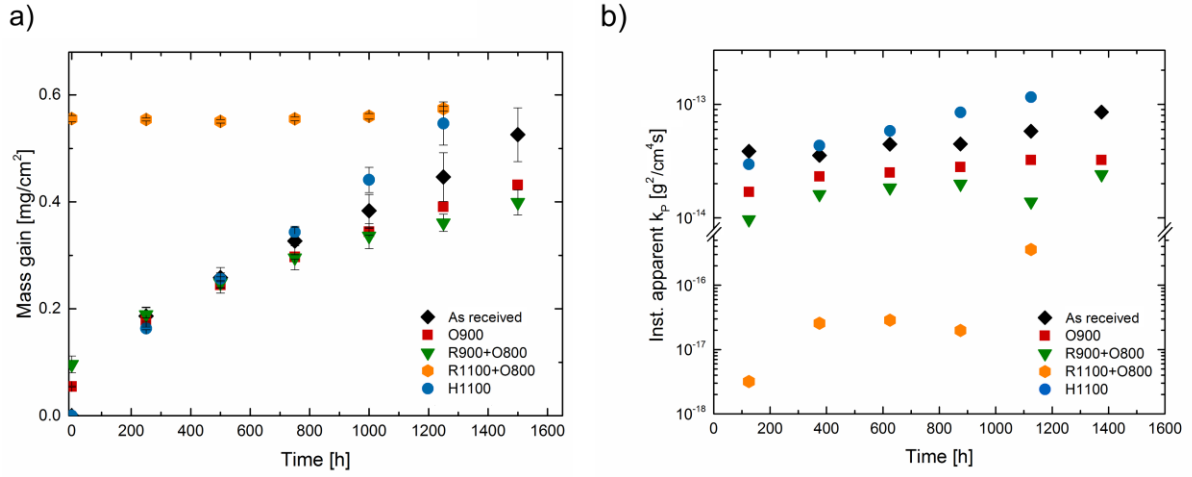 a)
Mass gain [mg/cm²]
0.6
0.4
0.2
0.0
0 200 400 600 800 1000 1200 1400 1600
Time [h]
As received
O900
R900+O800
R1100+O800
H1100
b)
Inst. apparent kₚ [g²/cm⁴s]
10⁻¹³
10⁻¹⁴
10⁻¹⁶
10⁻¹⁷
10⁻¹⁸
0 200 400 600 800 1000 1200 1400 1600
Time [h]
As received
O900
R900+O800
R1100+O800
H1100